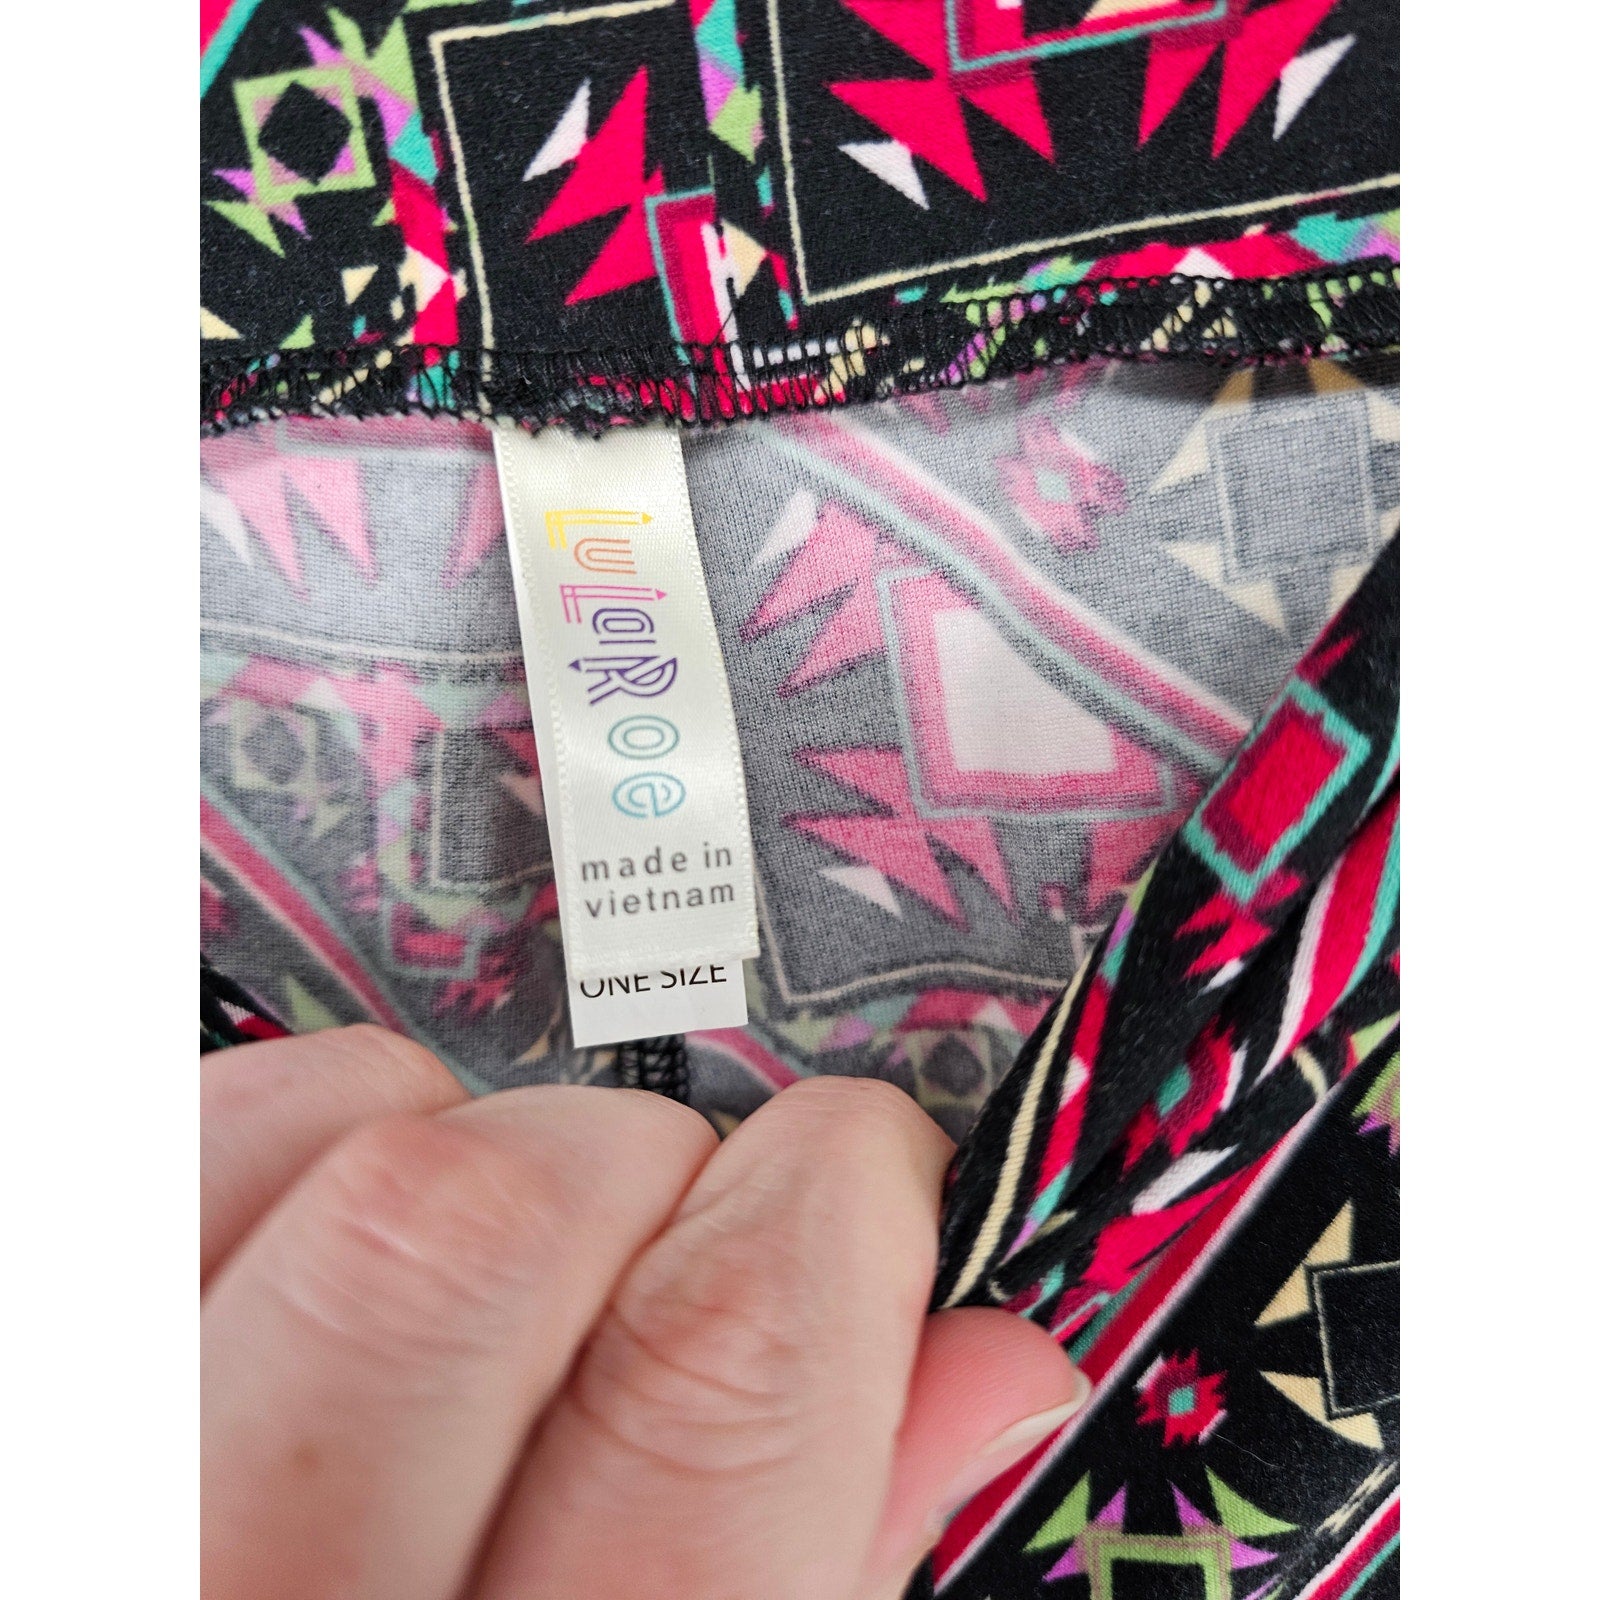 LuLaRoe
made in
vietnam
ONE SIZE